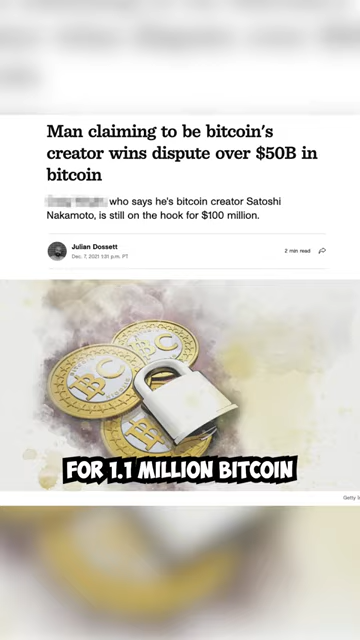 Man claiming to be bitcoin's
creator wins dispute over $50B in
bitcoin
who says he's bitcoin creator Satoshi
Nakamoto, is still on the hook for $100 million.
Julian Dossett
Dec. 7, 2021 1:31 p.m. PT
2 min read
FOR 1.1 MILLION BITCOIN
Getty